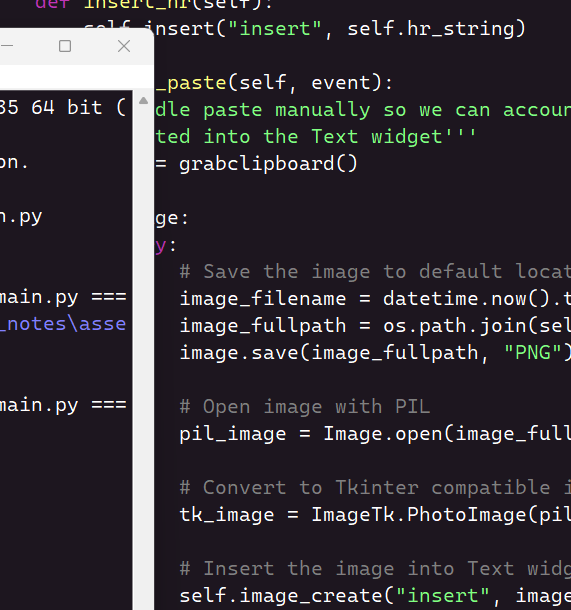 def insert_hr(self):
self.insert("insert", self.hr_string)
_paste(self, event):
35 64 bit (
dle paste manually so we can accoun
ted into the Text widget'''
on.
= grabclipboard()
n.py
ge:
y:
# Save the image to default locat
main.py ===
image_filename = datetime.now().t
_notes\asse
image_fullpath = os.path.join(sel
image.save(image_fullpath, "PNG")
main.py ===
# Open image with PIL
pil_image = Image.open(image_full
# Convert to Tkinter compatible i
tk_image = ImageTk.PhotoImage(pil
# Insert the image into Text widg
self.image_create("insert", image